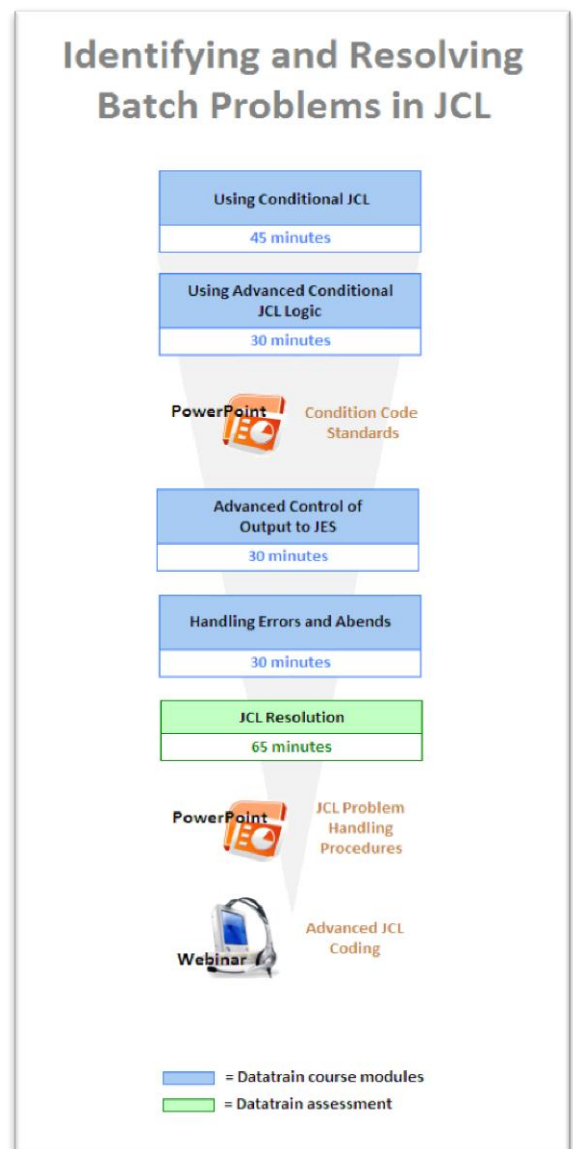 Identifying and Resolving
Batch Problems in JCL
Using Conditional JCL
45 minutes
Using Advanced Conditional
JCL Logic
30 minutes
PowerPoint
Condition Code
Standards
Advanced Control of
Output to JES
30 minutes
Handling Errors and Abends
30 minutes
JCL Resolution
65 minutes
PowerPoint
JCL Problem
Handling
Procedures
Webinar
Advanced JCL
Coding
= Datatrain course modules
= Datatrain assessment